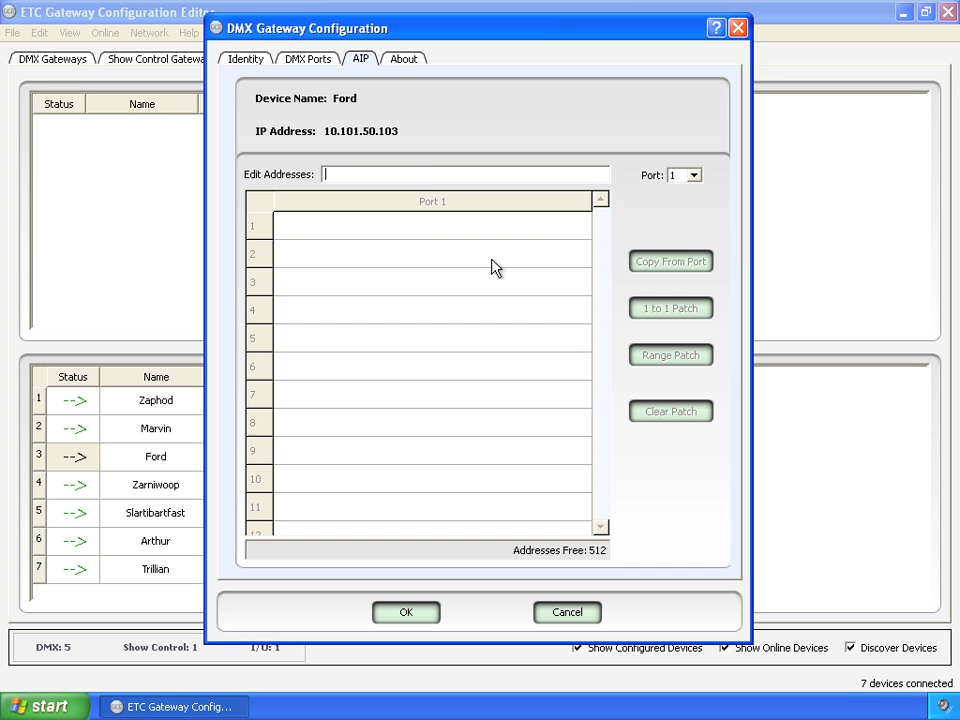 ETC Gateway Configuration Editor
File Edit View Online Network Help
DMX Gateways Show Control Gatewa
Status Name
DMX Gateway Configuration
Identity DMX Ports AIP About
Device Name: Ford
IP Address: 10.101.50.103
Edit Addresses: Port: 1
Port 1
1
2
3
4
5
6
7
8
9
10
11
12
Copy From Port
1 to 1 Patch
Range Patch
Clear Patch
Addresses Free: 512
OK Cancel
Status Name
1 --> Zaphod
2 --> Marvin
3 --> Ford
4 --> Zarniwoop
5 --> Slartibartfast
6 --> Arthur
7 --> Trillian
DMX: 5 Show Control: 1 I/O: 1 Show Configured Devices Show Online Devices Discover Devices
7 devices connected
start ETC Gateway Config...